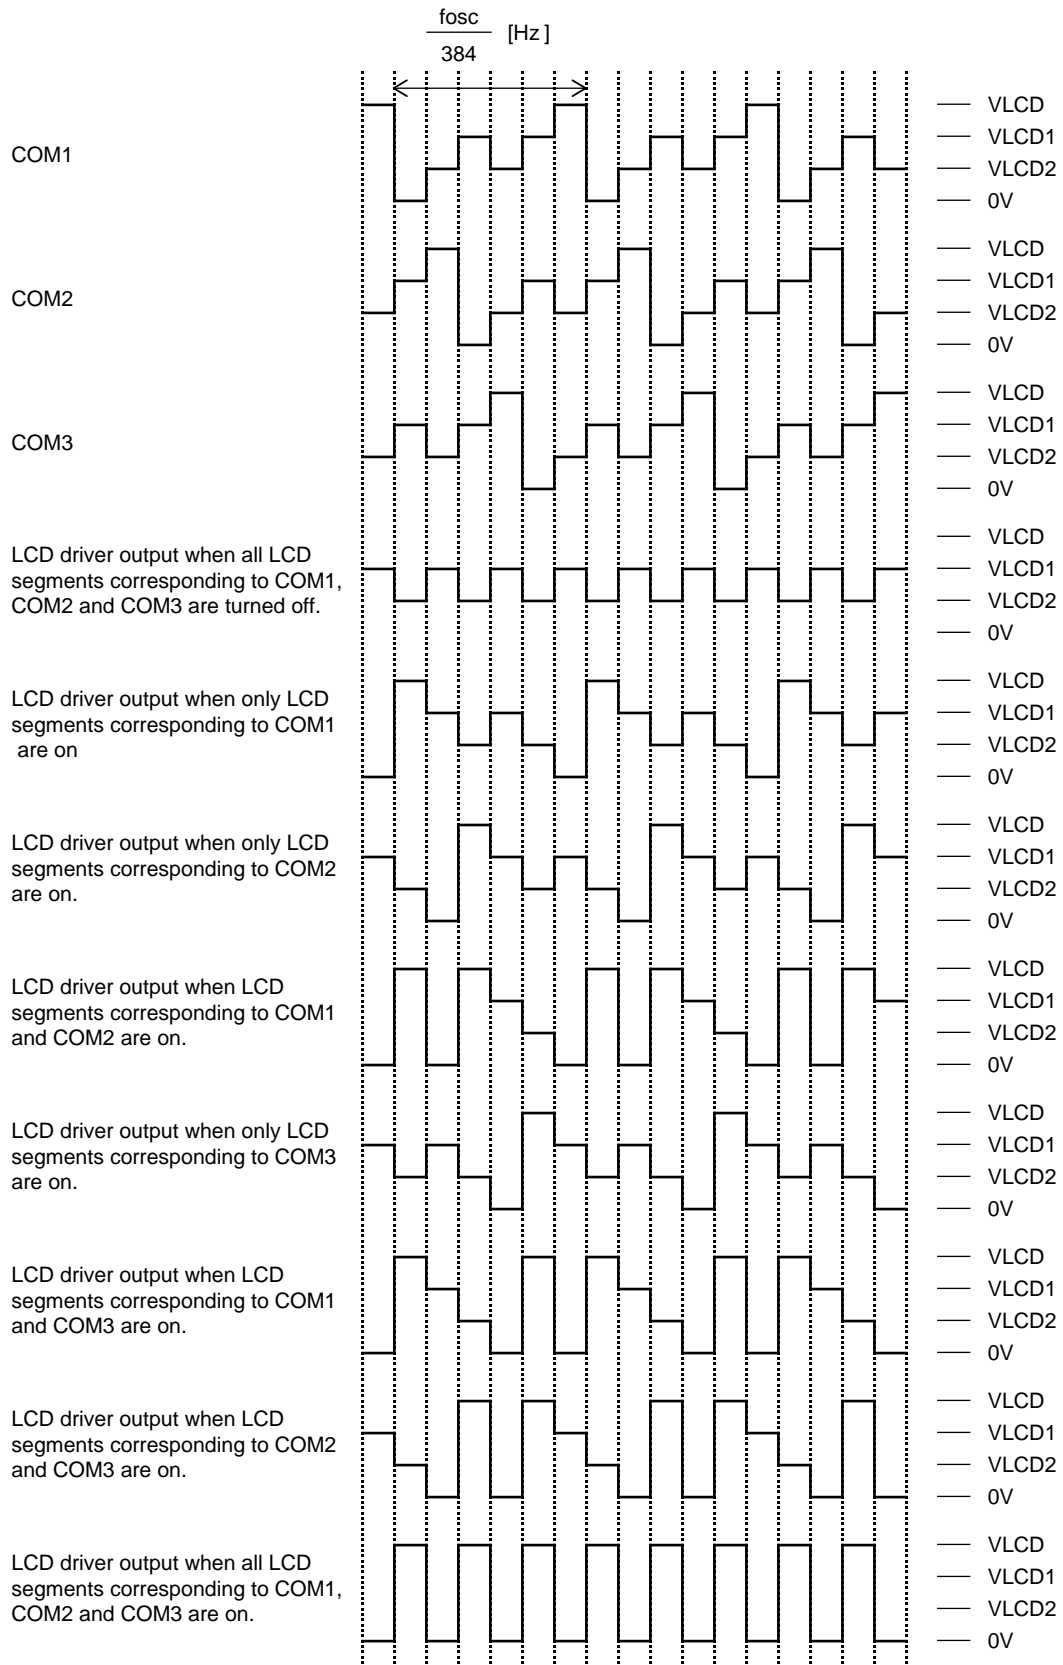 fosc
384
[Hz]
COM1
VLCD
VLCD1
VLCD2
0V
COM2
VLCD
VLCD1
VLCD2
0V
COM3
VLCD
VLCD1
VLCD2
0V
LCD driver output when all LCD
segments corresponding to COM1,
COM2 and COM3 are turned off.
VLCD
VLCD1
VLCD2
0V
LCD driver output when only LCD
segments corresponding to COM1
are on
VLCD
VLCD1
VLCD2
0V
LCD driver output when only LCD
segments corresponding to COM2
are on.
VLCD
VLCD1
VLCD2
0V
LCD driver output when LCD
segments corresponding to COM1
and COM2 are on.
VLCD
VLCD1
VLCD2
0V
LCD driver output when only LCD
segments corresponding to COM3
are on.
VLCD
VLCD1
VLCD2
0V
LCD driver output when LCD
segments corresponding to COM1
and COM3 are on.
VLCD
VLCD1
VLCD2
0V
LCD driver output when LCD
segments corresponding to COM2
and COM3 are on.
VLCD
VLCD1
VLCD2
0V
LCD driver output when all LCD
segments corresponding to COM1,
COM2 and COM3 are on.
VLCD
VLCD1
VLCD2
0V